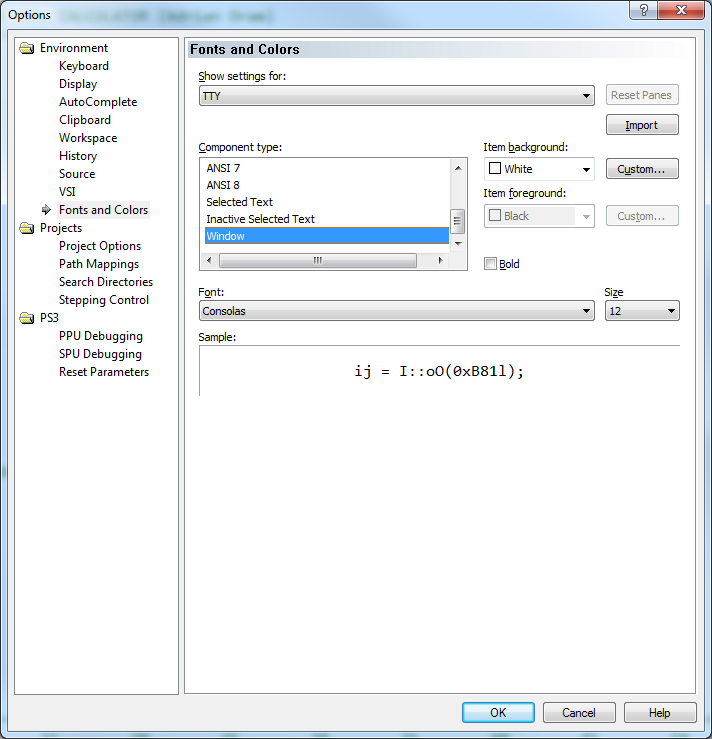 Options
Environment
Keyboard
Display
AutoComplete
Clipboard
Workspace
History
Source
VSI
Fonts and Colors
Projects
Project Options
Path Mappings
Search Directories
Stepping Control
PS3
PPU Debugging
SPU Debugging
Reset Parameters
Fonts and Colors
Show settings for:
TTY
Reset Panes
Import
Component type:
ANSI 7
ANSI 8
Selected Text
Inactive Selected Text
Window
Item background:
White
Custom...
Item foreground:
Black
Custom...
Bold
Font:
Consolas
Size
12
Sample:
ij = I::oO(0xB81l);
OK
Cancel
Help